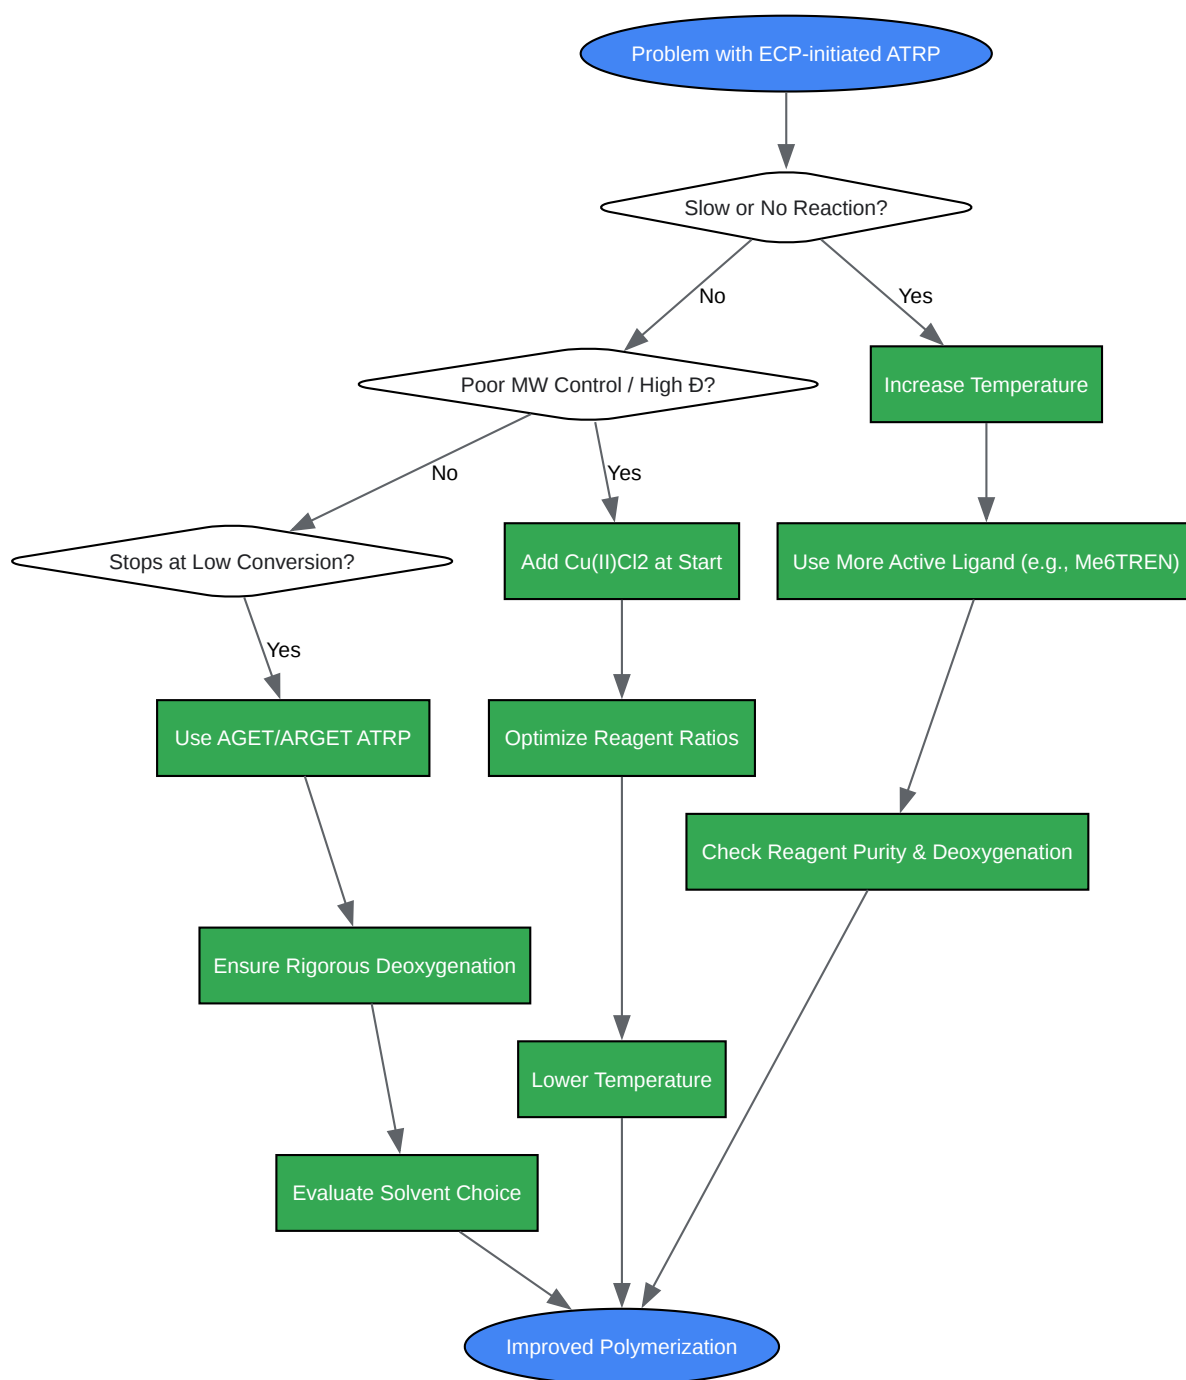 Problem with ECP-initiated ATRP
Slow or No Reaction?
No
Yes
Increase Temperature
Poor MW Control / High Đ?
No
Yes
Stops at Low Conversion?
Add Cu(II)Cl2 at Start
Use More Active Ligand (e.g., Me6TREN)
Yes
Use AGET/ARGET ATRP
Optimize Reagent Ratios
Check Reagent Purity & Deoxygenation
Ensure Rigorous Deoxygenation
Lower Temperature
Evaluate Solvent Choice
Improved Polymerization